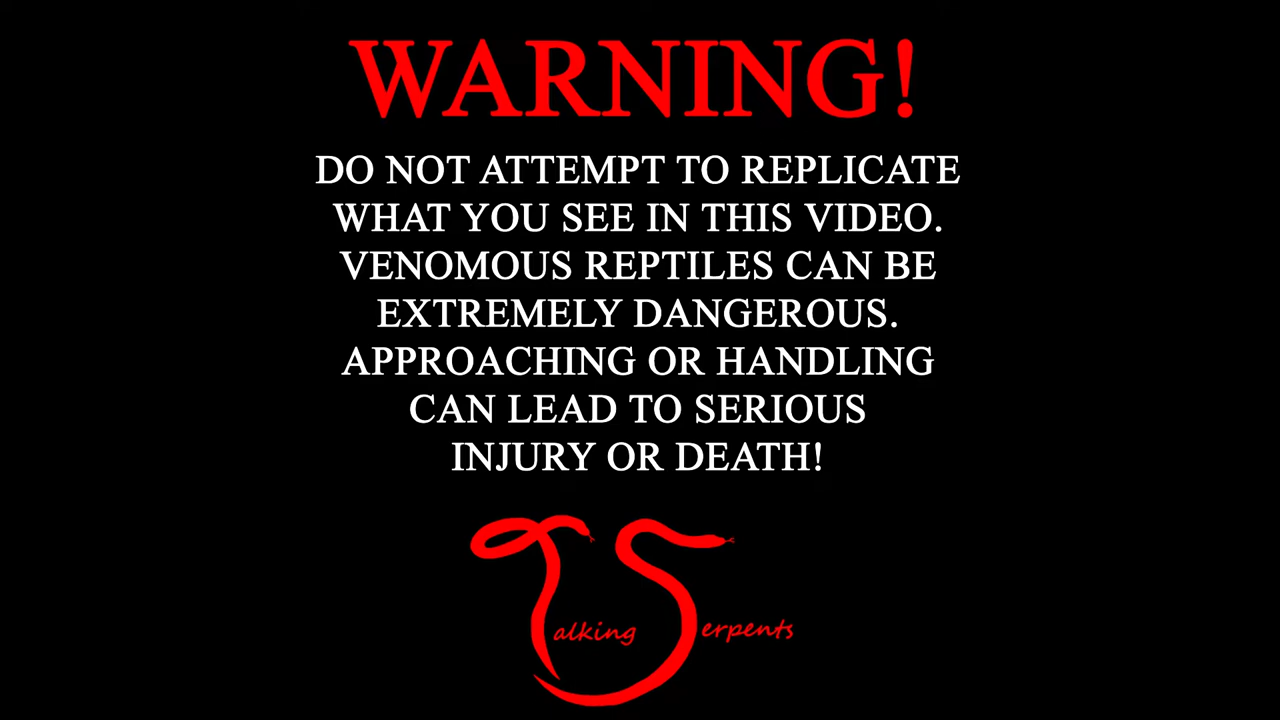 WARNING!
DO NOT ATTEMPT TO REPLICATE
WHAT YOU SEE IN THIS VIDEO.
VENOMOUS REPTILES CAN BE
EXTREMELY DANGEROUS.
APPROACHING OR HANDLING
CAN LEAD TO SERIOUS
INJURY OR DEATH!
Talking Serpents